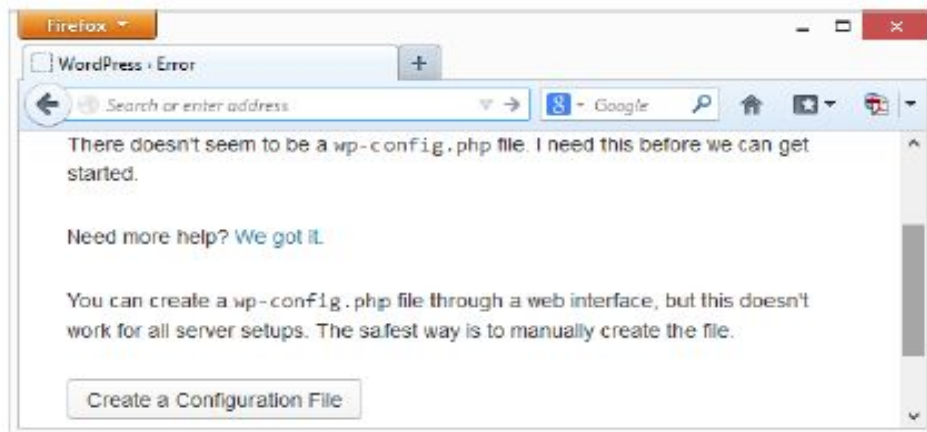 Firefox
WordPress › Error
Search or enter address
Google
There doesn't seem to be a wp-config.php file. I need this before we can get
started.
Need more help? We got it.
You can create a wp-config.php file through a web interface, but this doesn't
work for all server setups. The safest way is to manually create the file.
Create a Configuration File